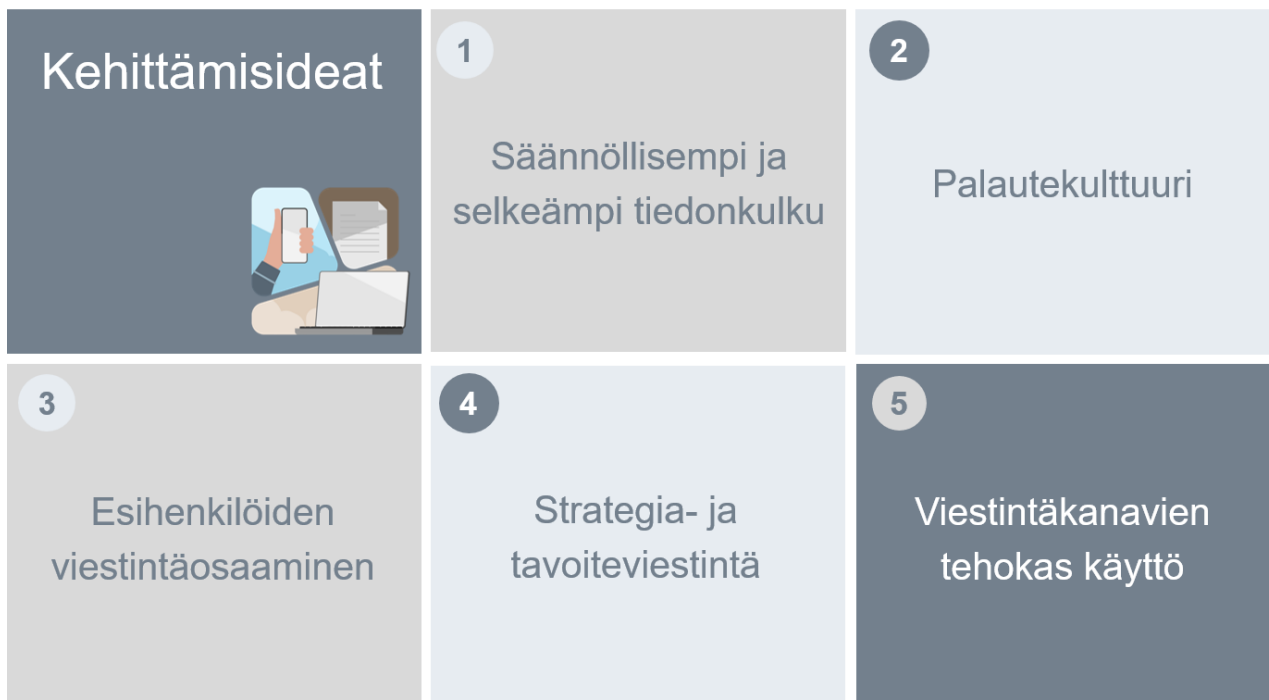 Kehittämisideat
1
Säännöllisempi ja
selkeämpi tiedonkulku
2
Palautekulttuuri
3
Esihenkilöiden
viestintäosaaminen
4
Strategia- ja
tavoiteviestintä
5
Viestintäkanavien
tehokas käyttö